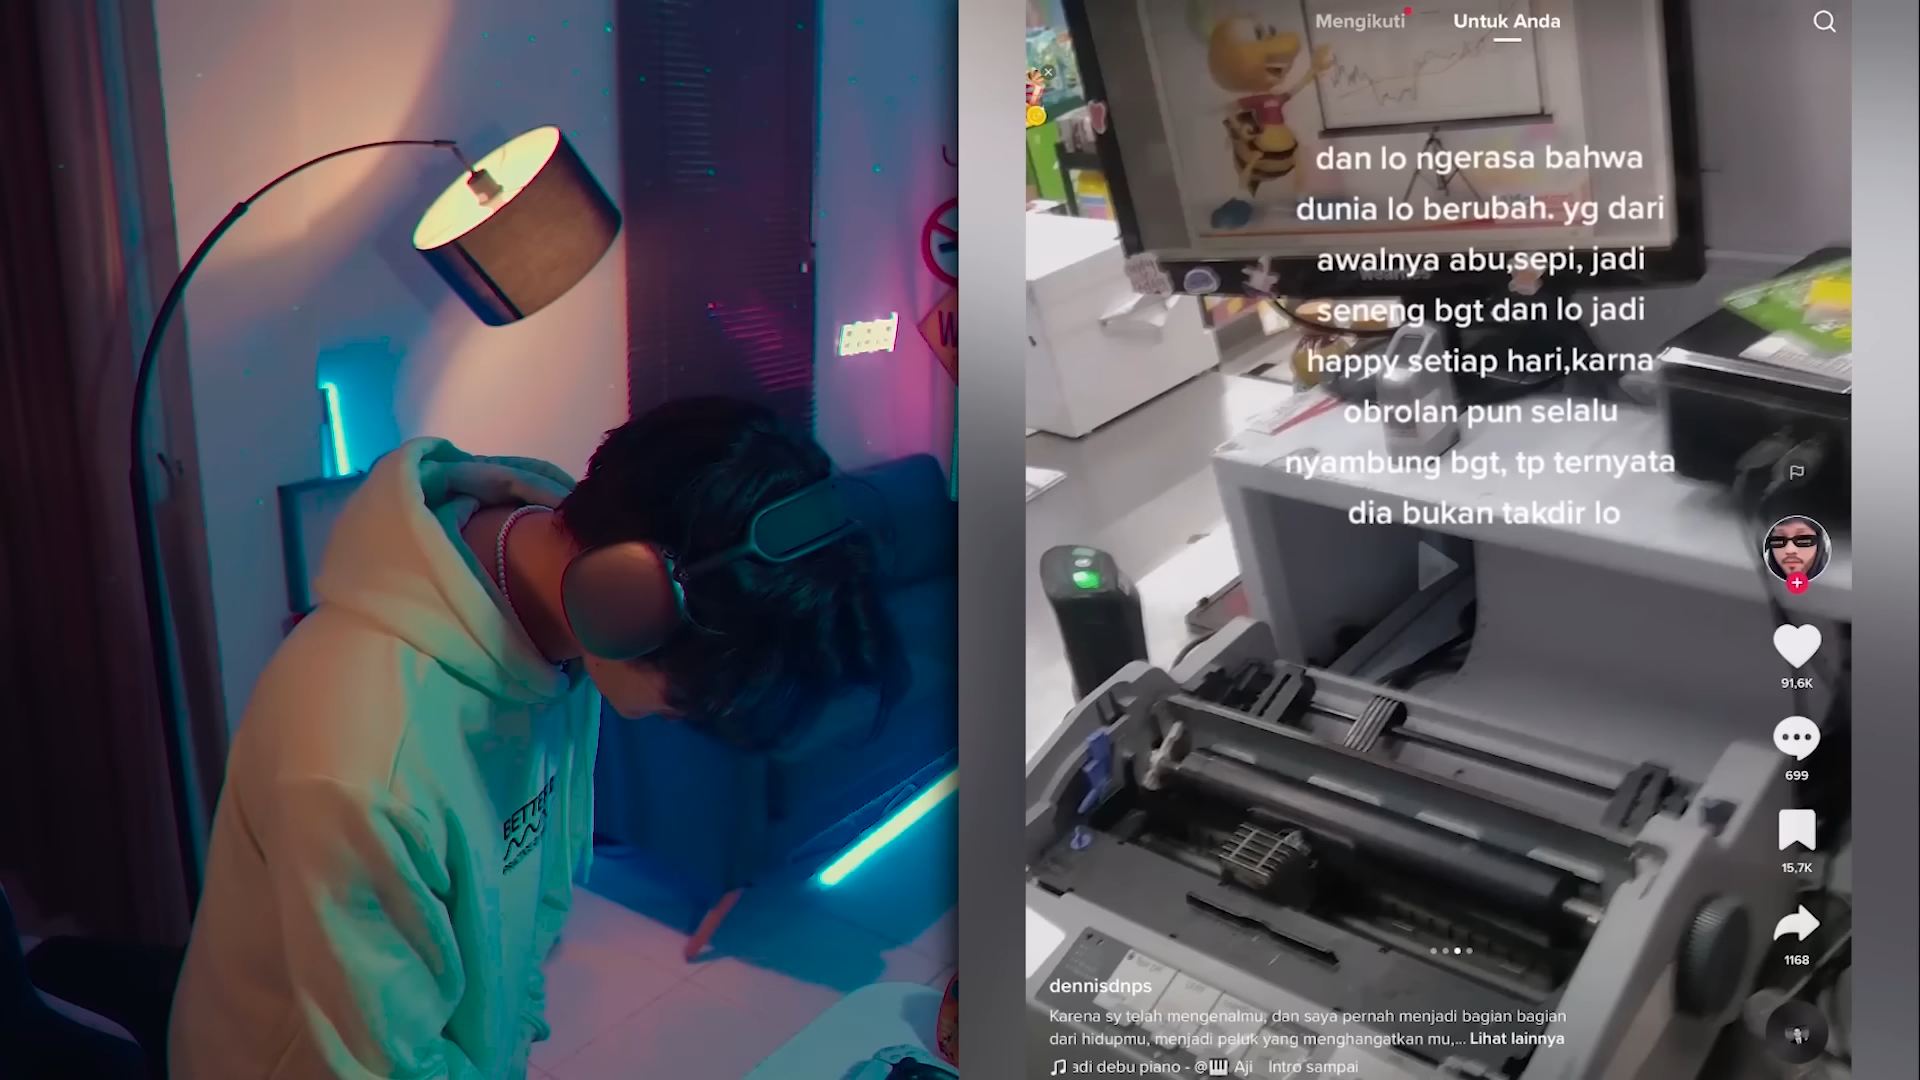 Mengikuti
Untuk Anda
dan lo ngerasa bahwa
dunia lo berubah. yg dari
awalnya abu,sepi, jadi
seneng bgt dan lo jadi
happy setiap hari,karna
obrolan pun selalu
nyambung bgt, tp ternyata
dia bukan takdir lo
91,6K
699
15,7K
1168
dennisdnps
Karena sy telah mengenalmu, dan saya pernah menjadi bagian bagian
dari hidupmu, menjadi peluk yang menghangatkan mu,... Lihat lainnya
adi debu piano - @🎹 Aji Intro sampai